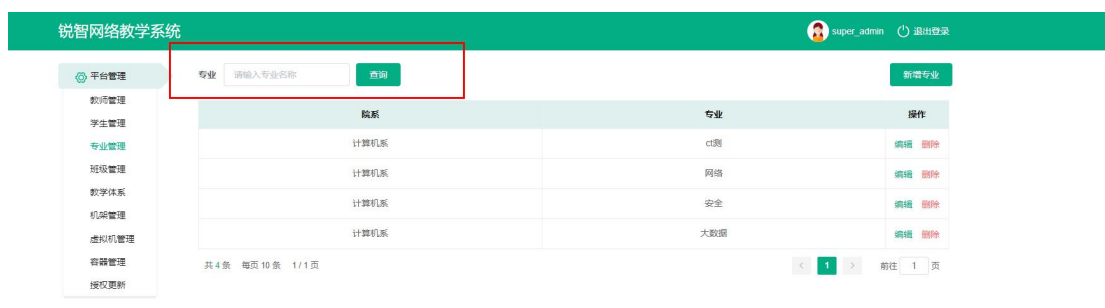 锐智网络教学系统 super_admin 退出登录
平台管理 专业 请输入专业名称 查询 新增专业
教师管理
学生管理
专业管理
班级管理
教学体系
机架管理
虚拟机管理
容器管理
授权更新
院系 专业 操作
计算机系 ct测 编辑 删除
计算机系 网络 编辑 删除
计算机系 安全 编辑 删除
计算机系 大数据 编辑 删除
共 4 条 每页 10 条 1 / 1 页 < 1 > 前往 1 页